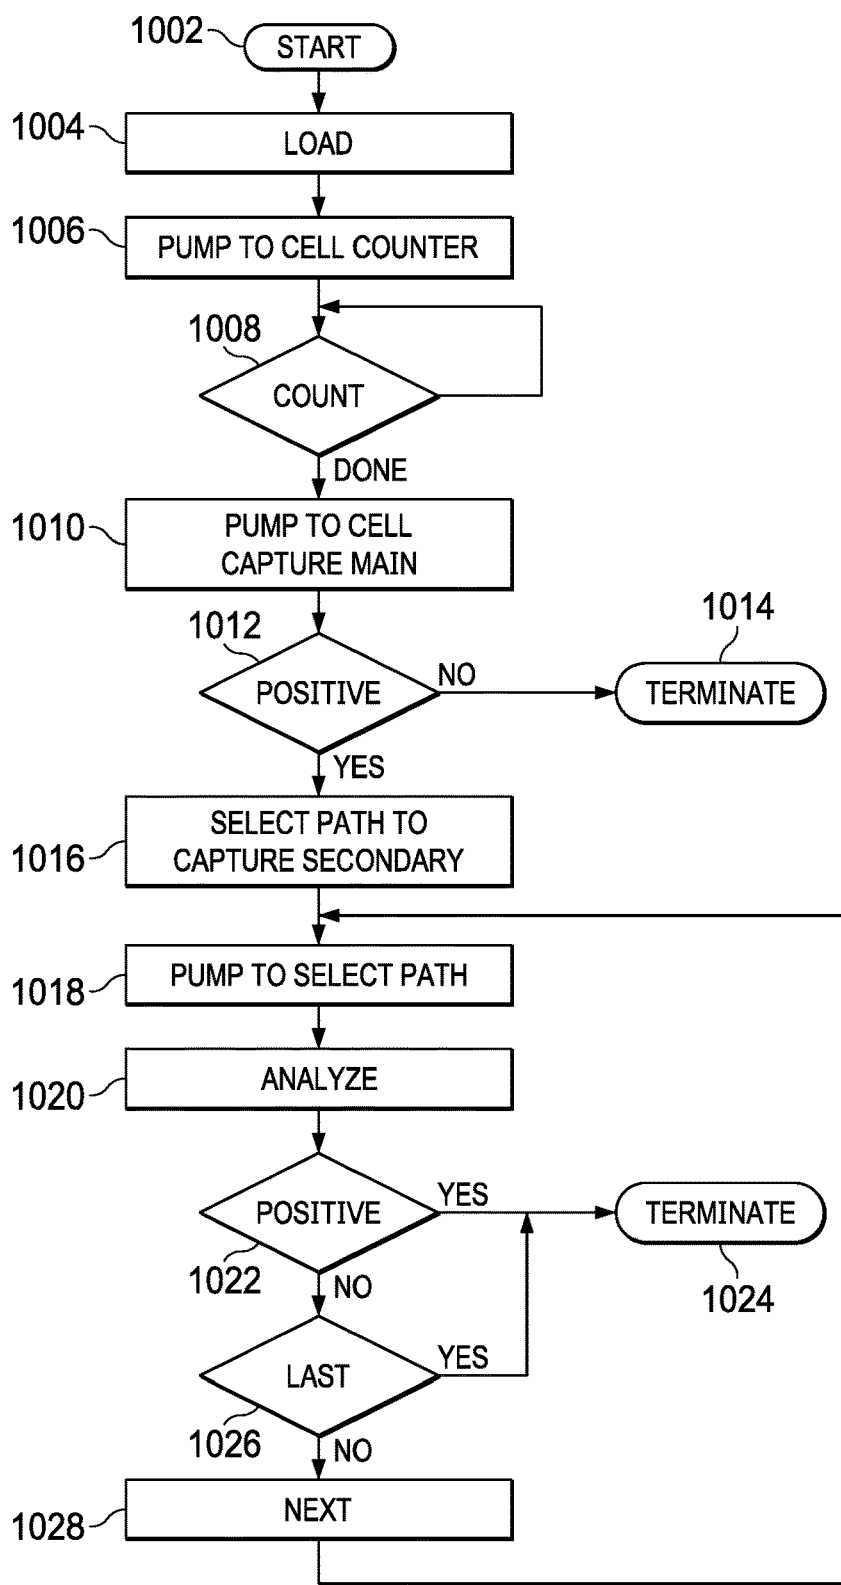 1002
START
1004
LOAD
1006
PUMP TO CELL COUNTER
1008
COUNT
DONE
1010
PUMP TO CELL
CAPTURE MAIN
1012
POSITIVE
NO
1014
TERMINATE
YES
1016
SELECT PATH TO
CAPTURE SECONDARY
1018
PUMP TO SELECT PATH
1020
ANALYZE
1022
POSITIVE
YES
TERMINATE
1024
NO
1026
LAST
YES
NO
1028
NEXT